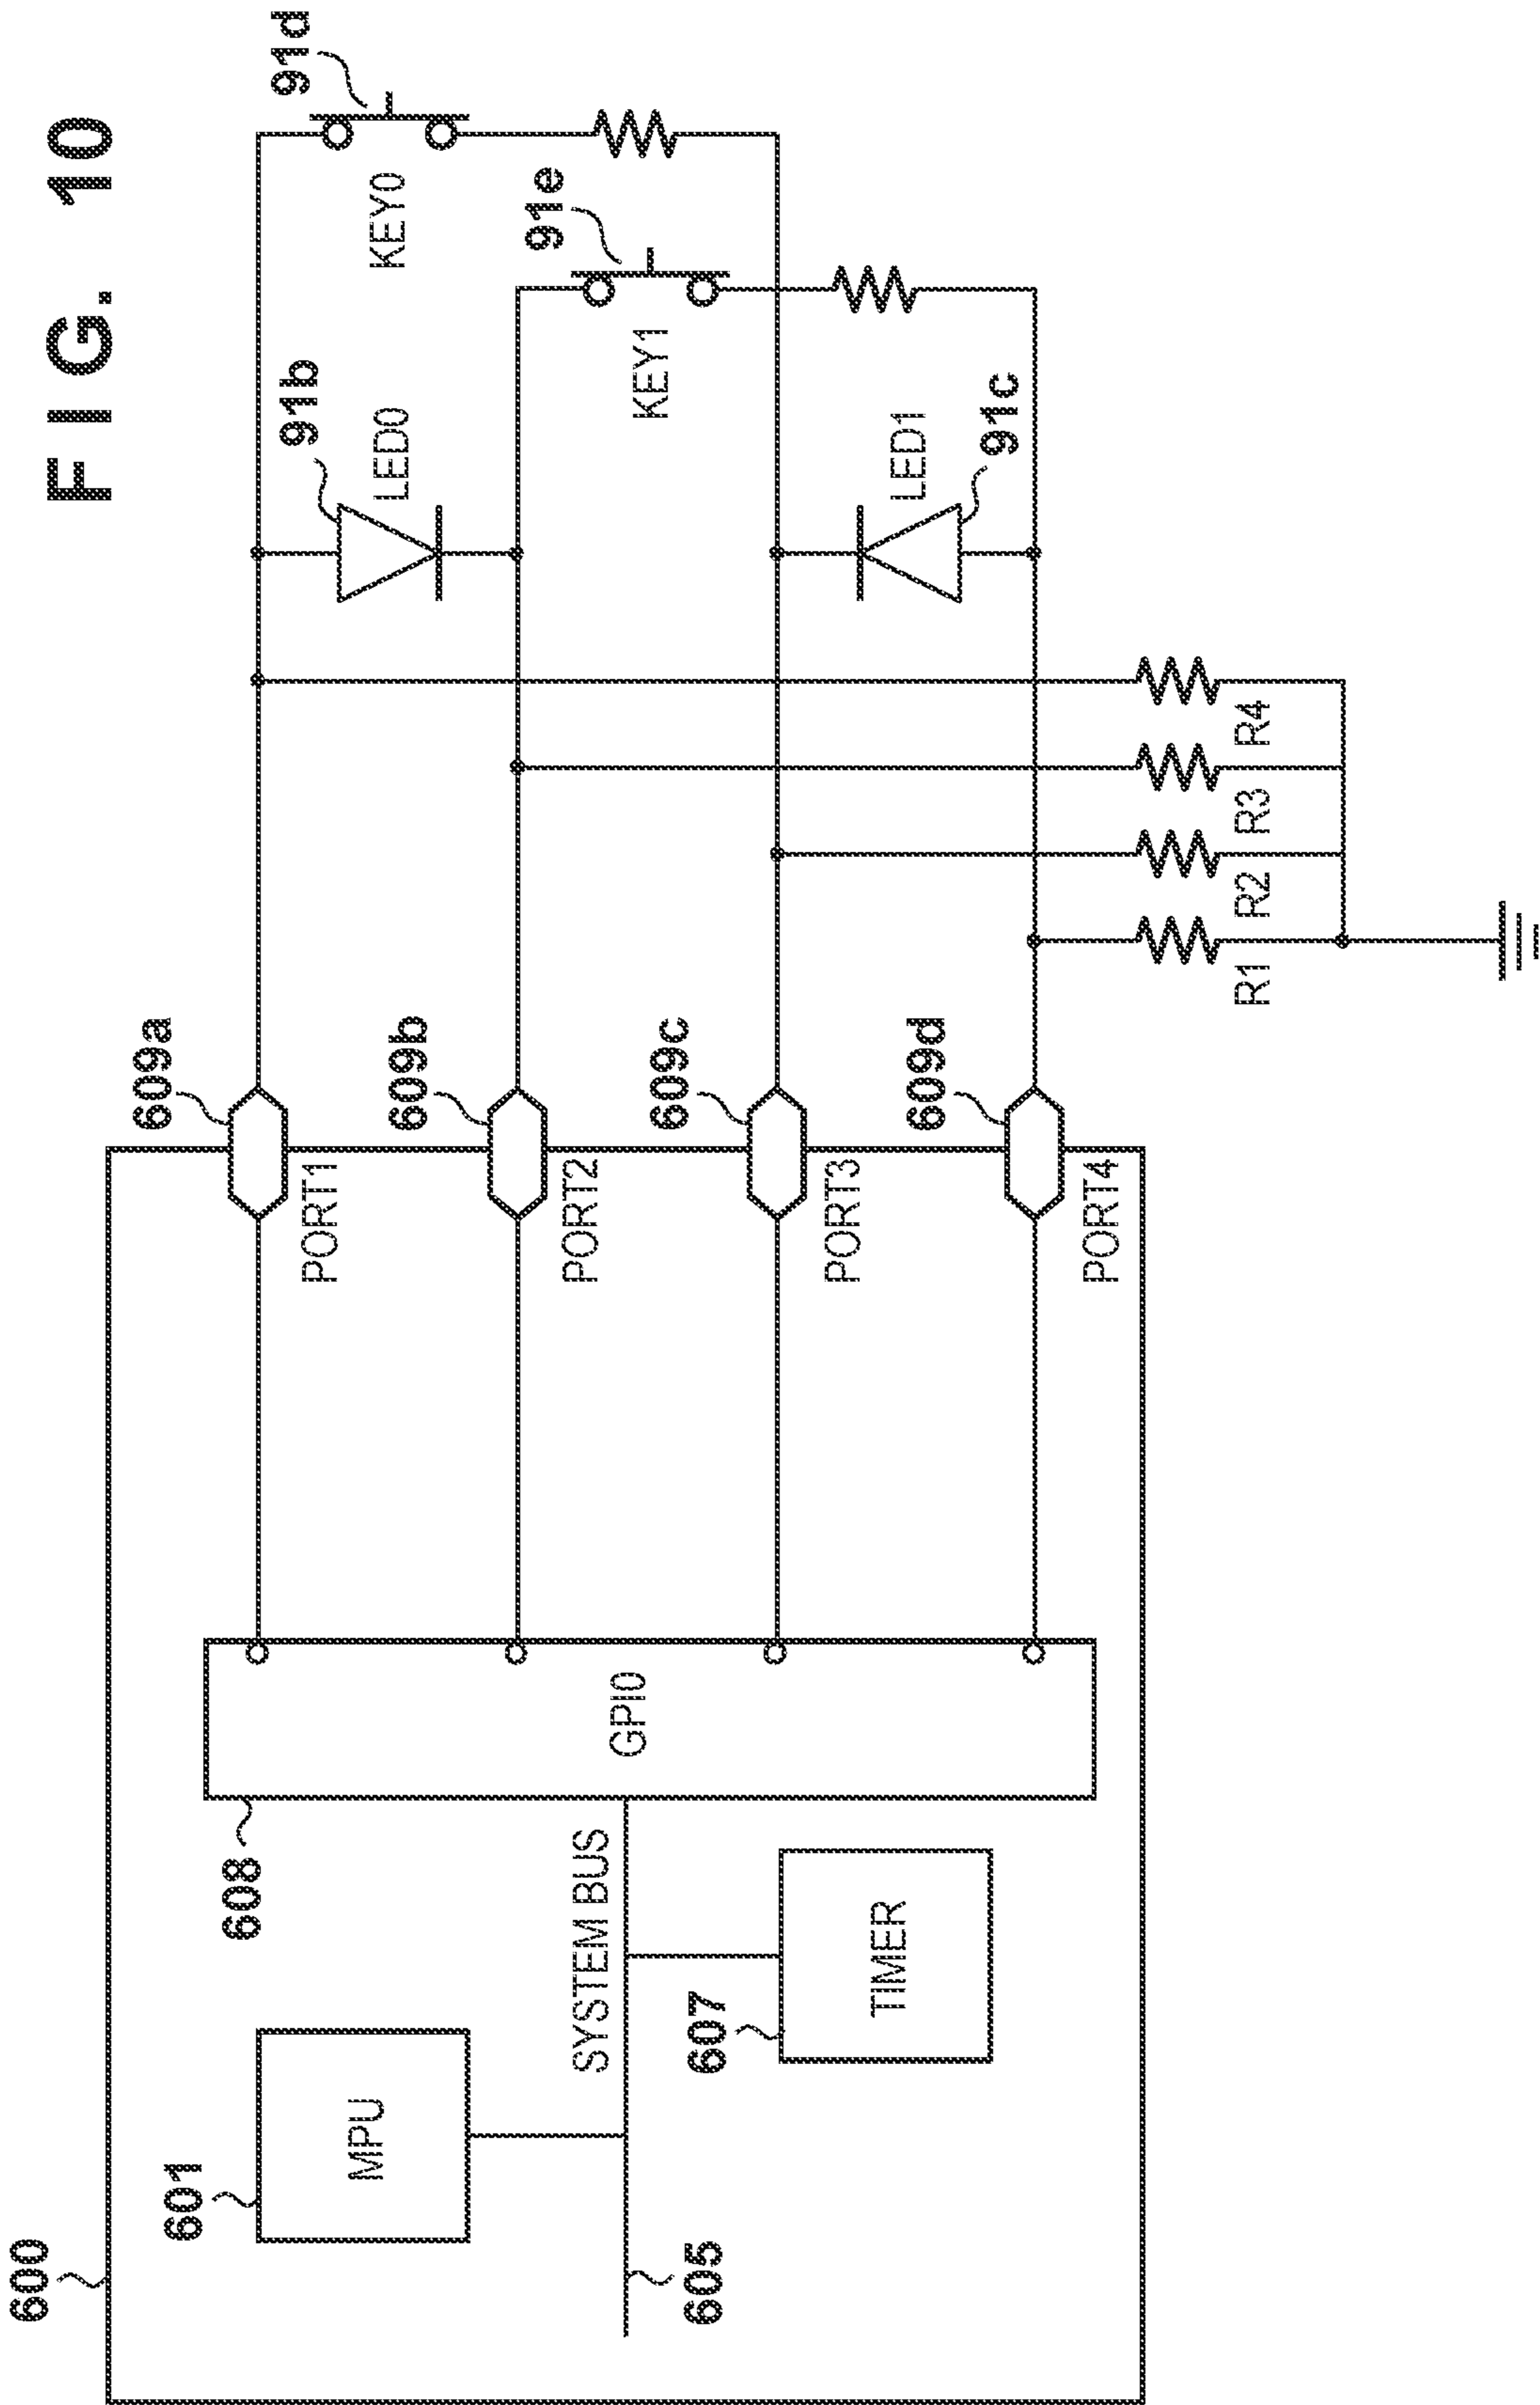 FIG. 10
600
601
MPU
605
SYSTEM BUS
607
TIMER
608
GPI0
609a
PORT1
609b
PORT2
609c
PORT3
609d
PORT4
R1
R2
R3
R4
91b
LED0
LED1
91c
91e
KEY1
91d
KEY0